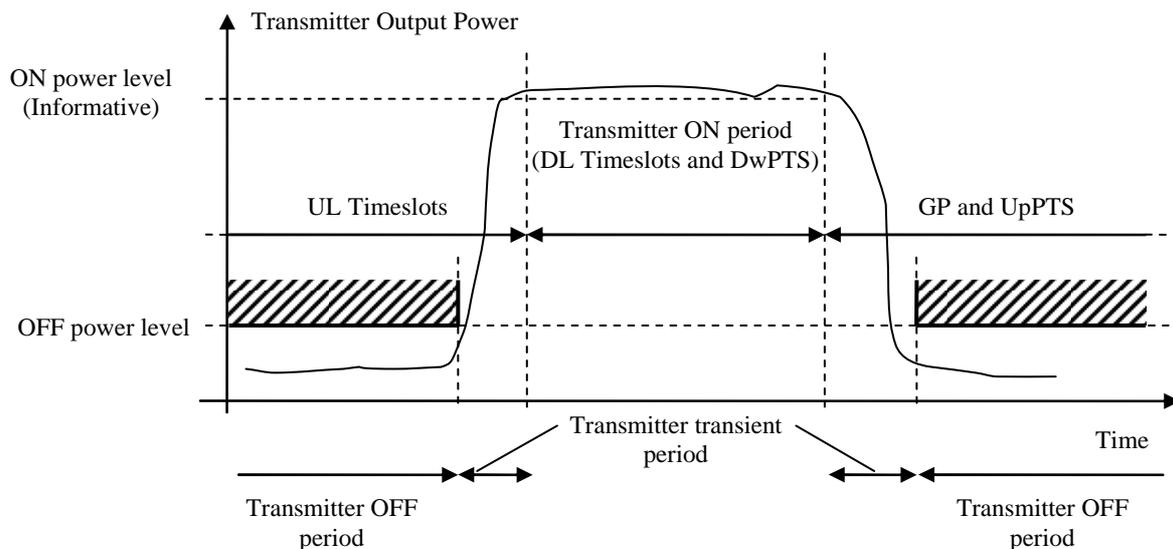 Transmitter Output Power
ON power level
(Informative)
Transmitter ON period
(DL Timeslots and DwPTS)
UL Timeslots
GP and UpPTS
OFF power level
Transmitter transient
period
Time
Transmitter OFF
period
Transmitter OFF
period